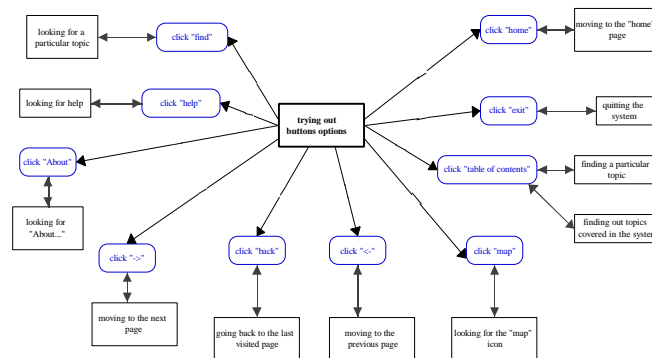 looking for a
particular topic
click "find"
click "home"
moving to the "home"
page
looking for help
click "help"
trying out
buttons options
click "exit"
quitting the
system
click "About"
click "table of contents"
finding a particular
topic
looking for
"About..."
finding out topics
covered in the system
click "->"
click "back"
click "<-"
click "map"
moving to the next
page
going back to the last
visited page
moving to the
previous page
looking for the "map"
icon